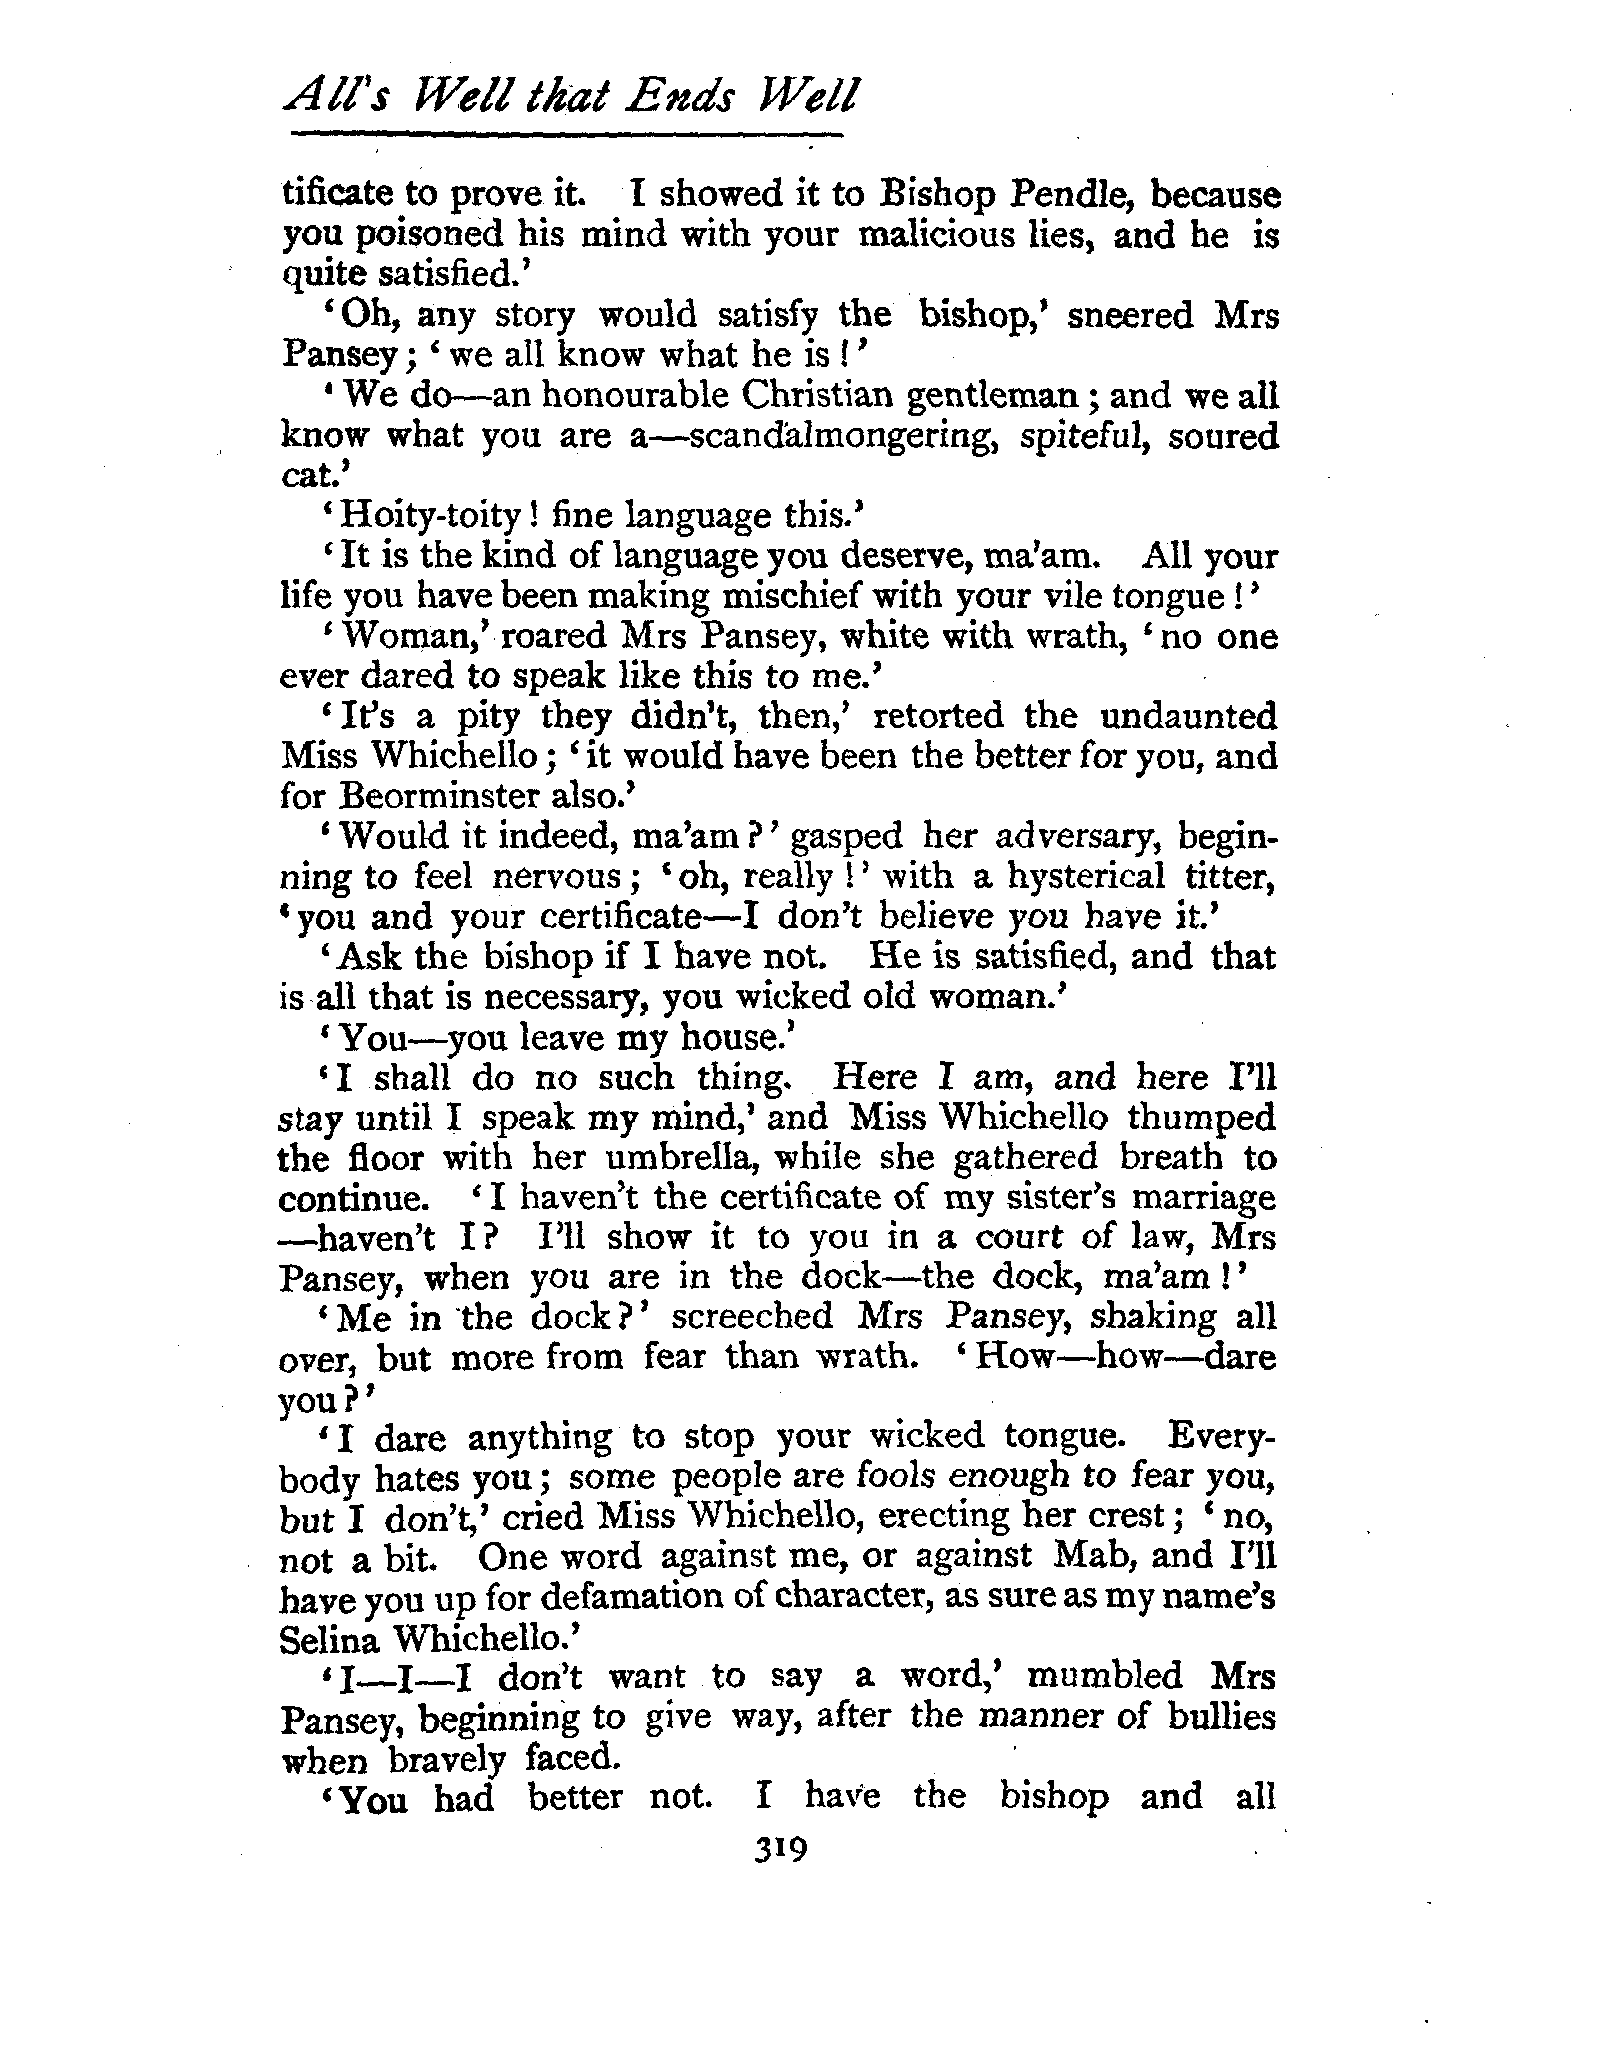 All's Well that Ends Well
tificate to prove it. I showed it to Bishop Pendle, because
you poisoned his mind with your malicious lies, and he is
quite satisfied.’
‘Oh, any story would satisfy the bishop,’ sneered Mrs
Pansey; ‘we all know what he is!’
‘We do—an honourable Christian gentleman; and we all
know what you are a—scandalmongering, spiteful, soured
cat.’
‘Hoity-toity! fine language this.’
‘It is the kind of language you deserve, ma'am. All your
life you have been making mischief with your vile tongue!’
‘Woman,’ roared Mrs Pansey, white with wrath, ‘no one
ever dared to speak like this to me.’
‘It's a pity they didn't, then,’ retorted the undaunted
Miss Whichello; ‘it would have been the better for you, and
for Beorminster also.’
‘Would it indeed, ma'am?’ gasped her adversary, begin-
ning to feel nervous; ‘oh, really!’ with a hysterical titter,
‘you and your certificate—I don't believe you have it.’
‘Ask the bishop if I have not. He is satisfied, and that
is all that is necessary, you wicked old woman.’
‘You—you leave my house.’
‘I shall do no such thing. Here I am, and here I'll
stay until I speak my mind,’ and Miss Whichello thumped
the floor with her umbrella, while she gathered breath to
continue. ‘I haven't the certificate of my sister's marriage
—haven't I? I'll show it to you in a court of law, Mrs
Pansey, when you are in the dock—the dock, ma'am!’
‘Me in the dock?’ screeched Mrs Pansey, shaking all
over, but more from fear than wrath. ‘How—how—dare
you?’
‘I dare anything to stop your wicked tongue. Every-
body hates you; some people are fools enough to fear you,
but I don't,’ cried Miss Whichello, erecting her crest; ‘no,
not a bit. One word against me, or against Mab, and I'll
have you up for defamation of character, as sure as my name's
Selina Whichello.’
‘I—I—I don't want to say a word,’ mumbled Mrs
Pansey, beginning to give way, after the manner of bullies
when bravely faced.
‘You had better not. I have the bishop and all
319